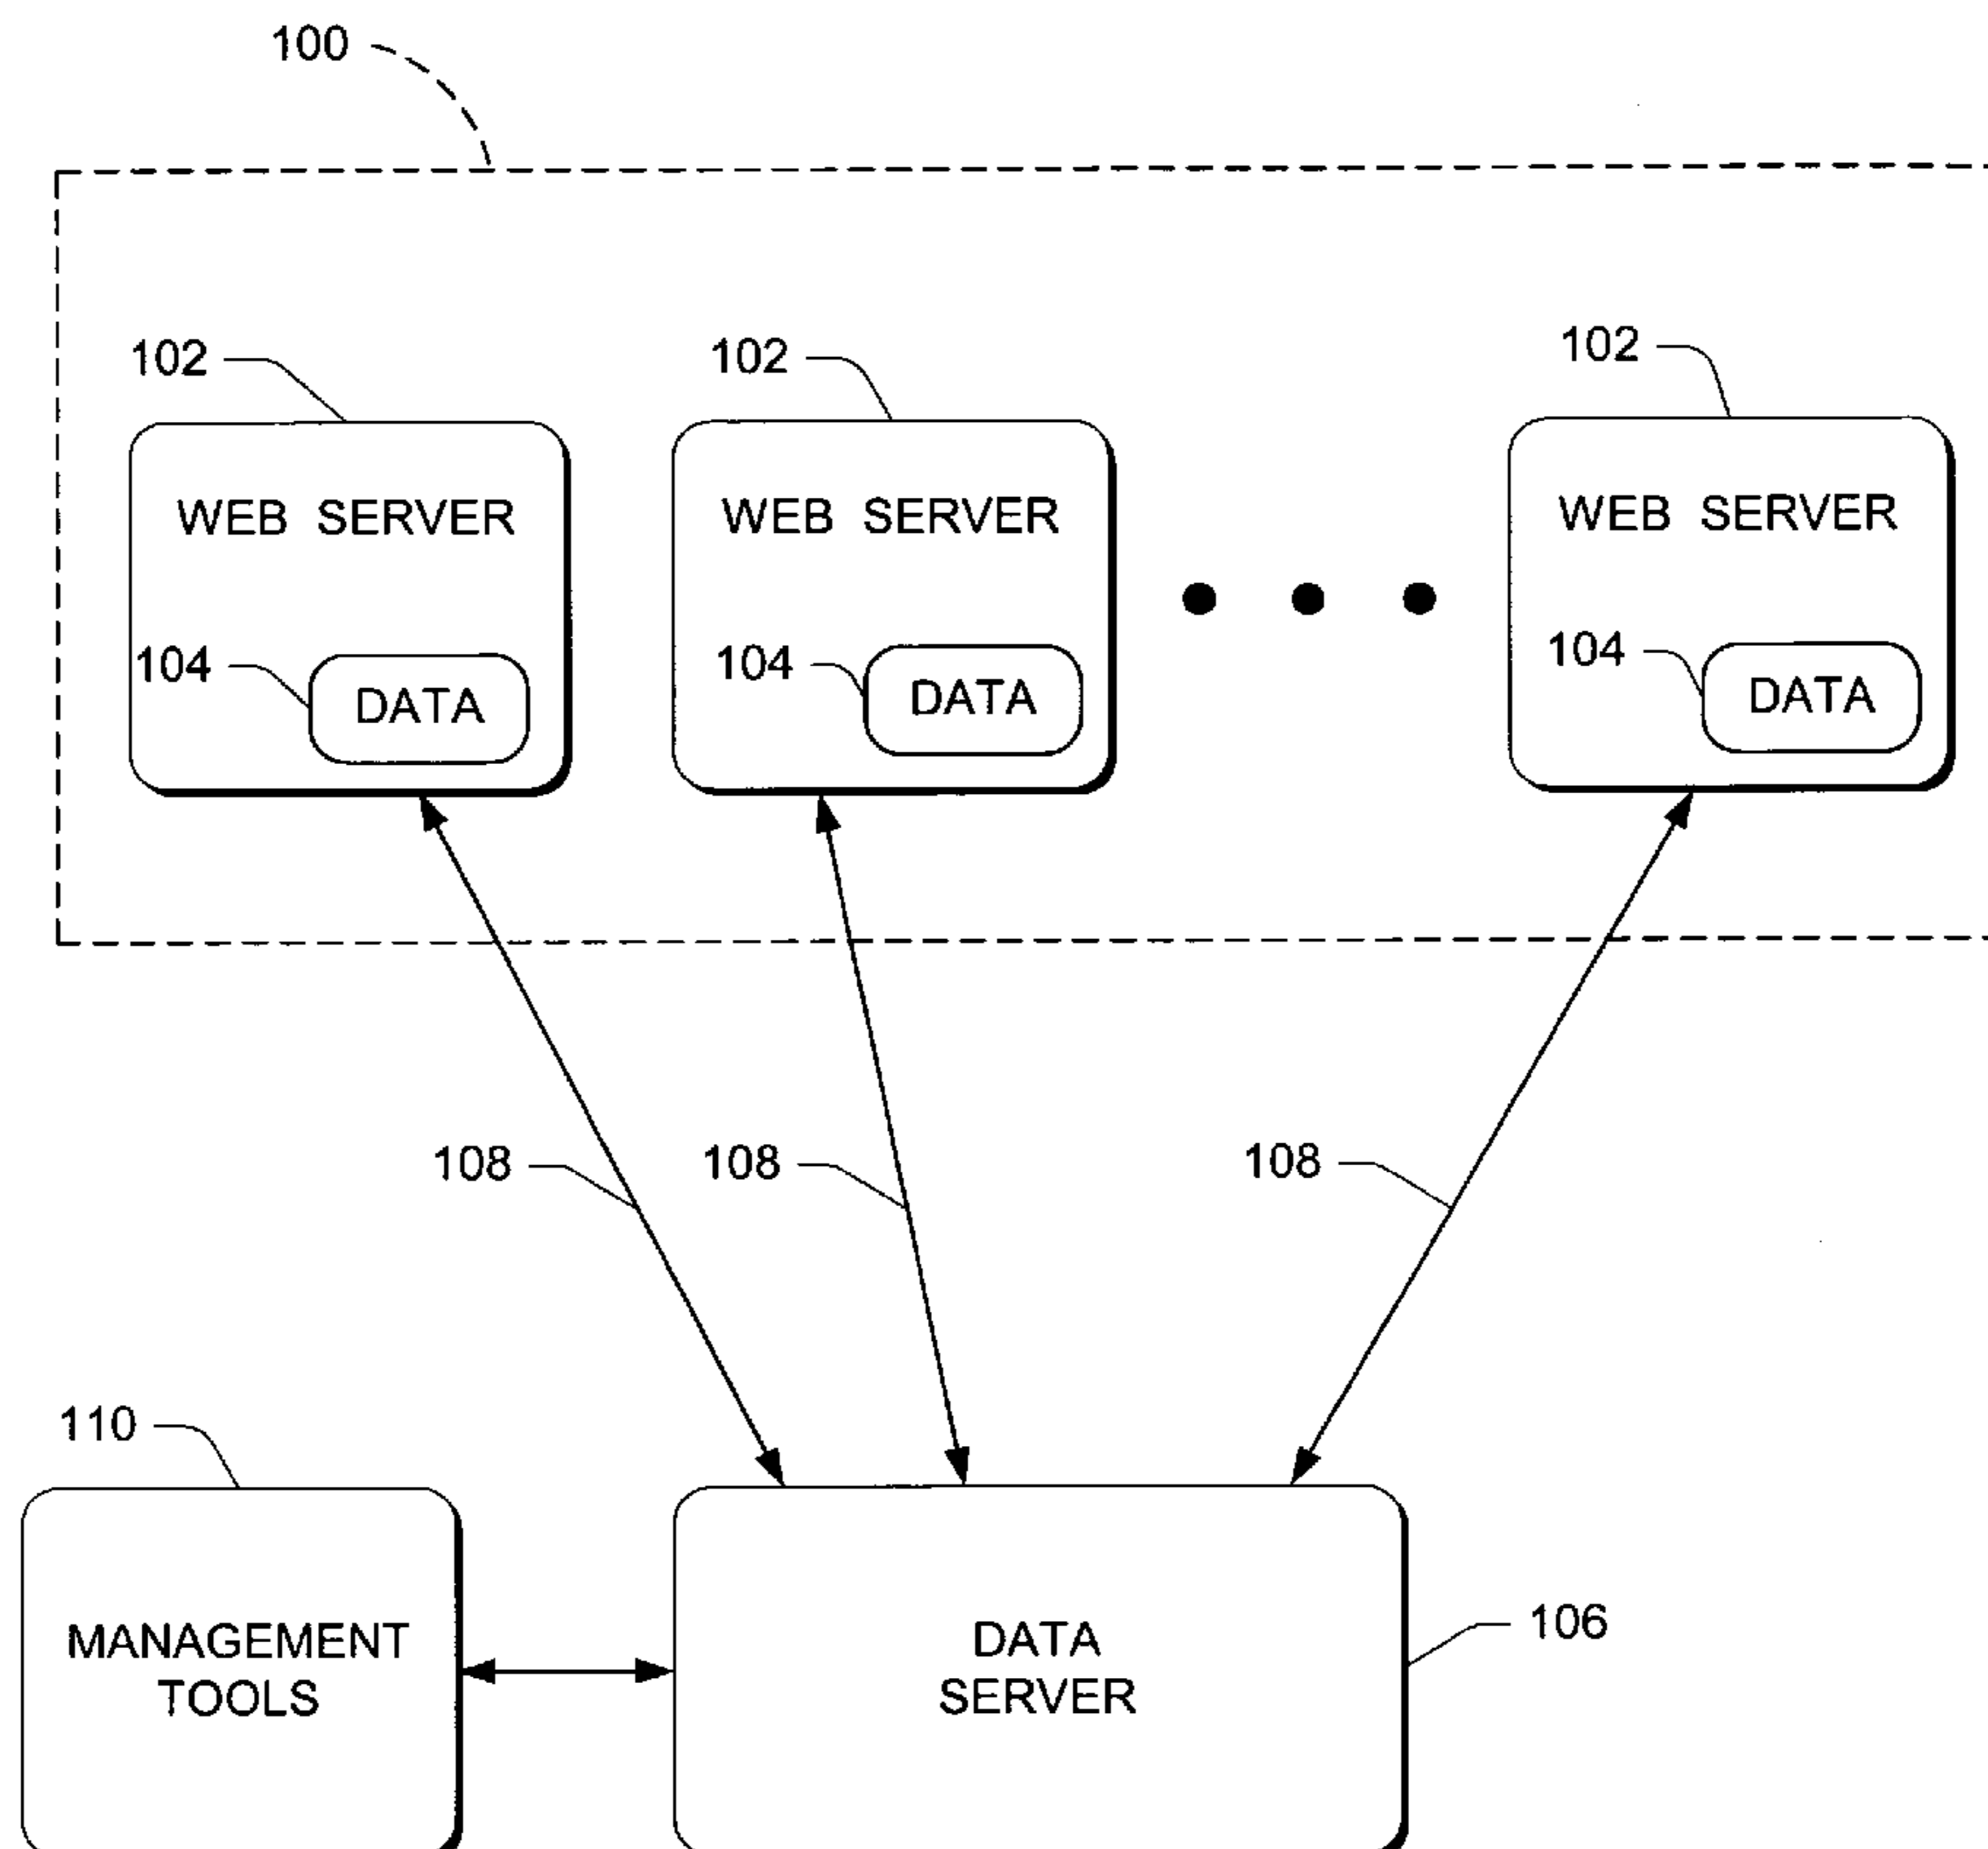 100
102
102
102
WEB SERVER
WEB SERVER
WEB SERVER
104
DATA
104
DATA
104
DATA
108
108
108
110
MANAGEMENT
TOOLS
DATA
SERVER
106